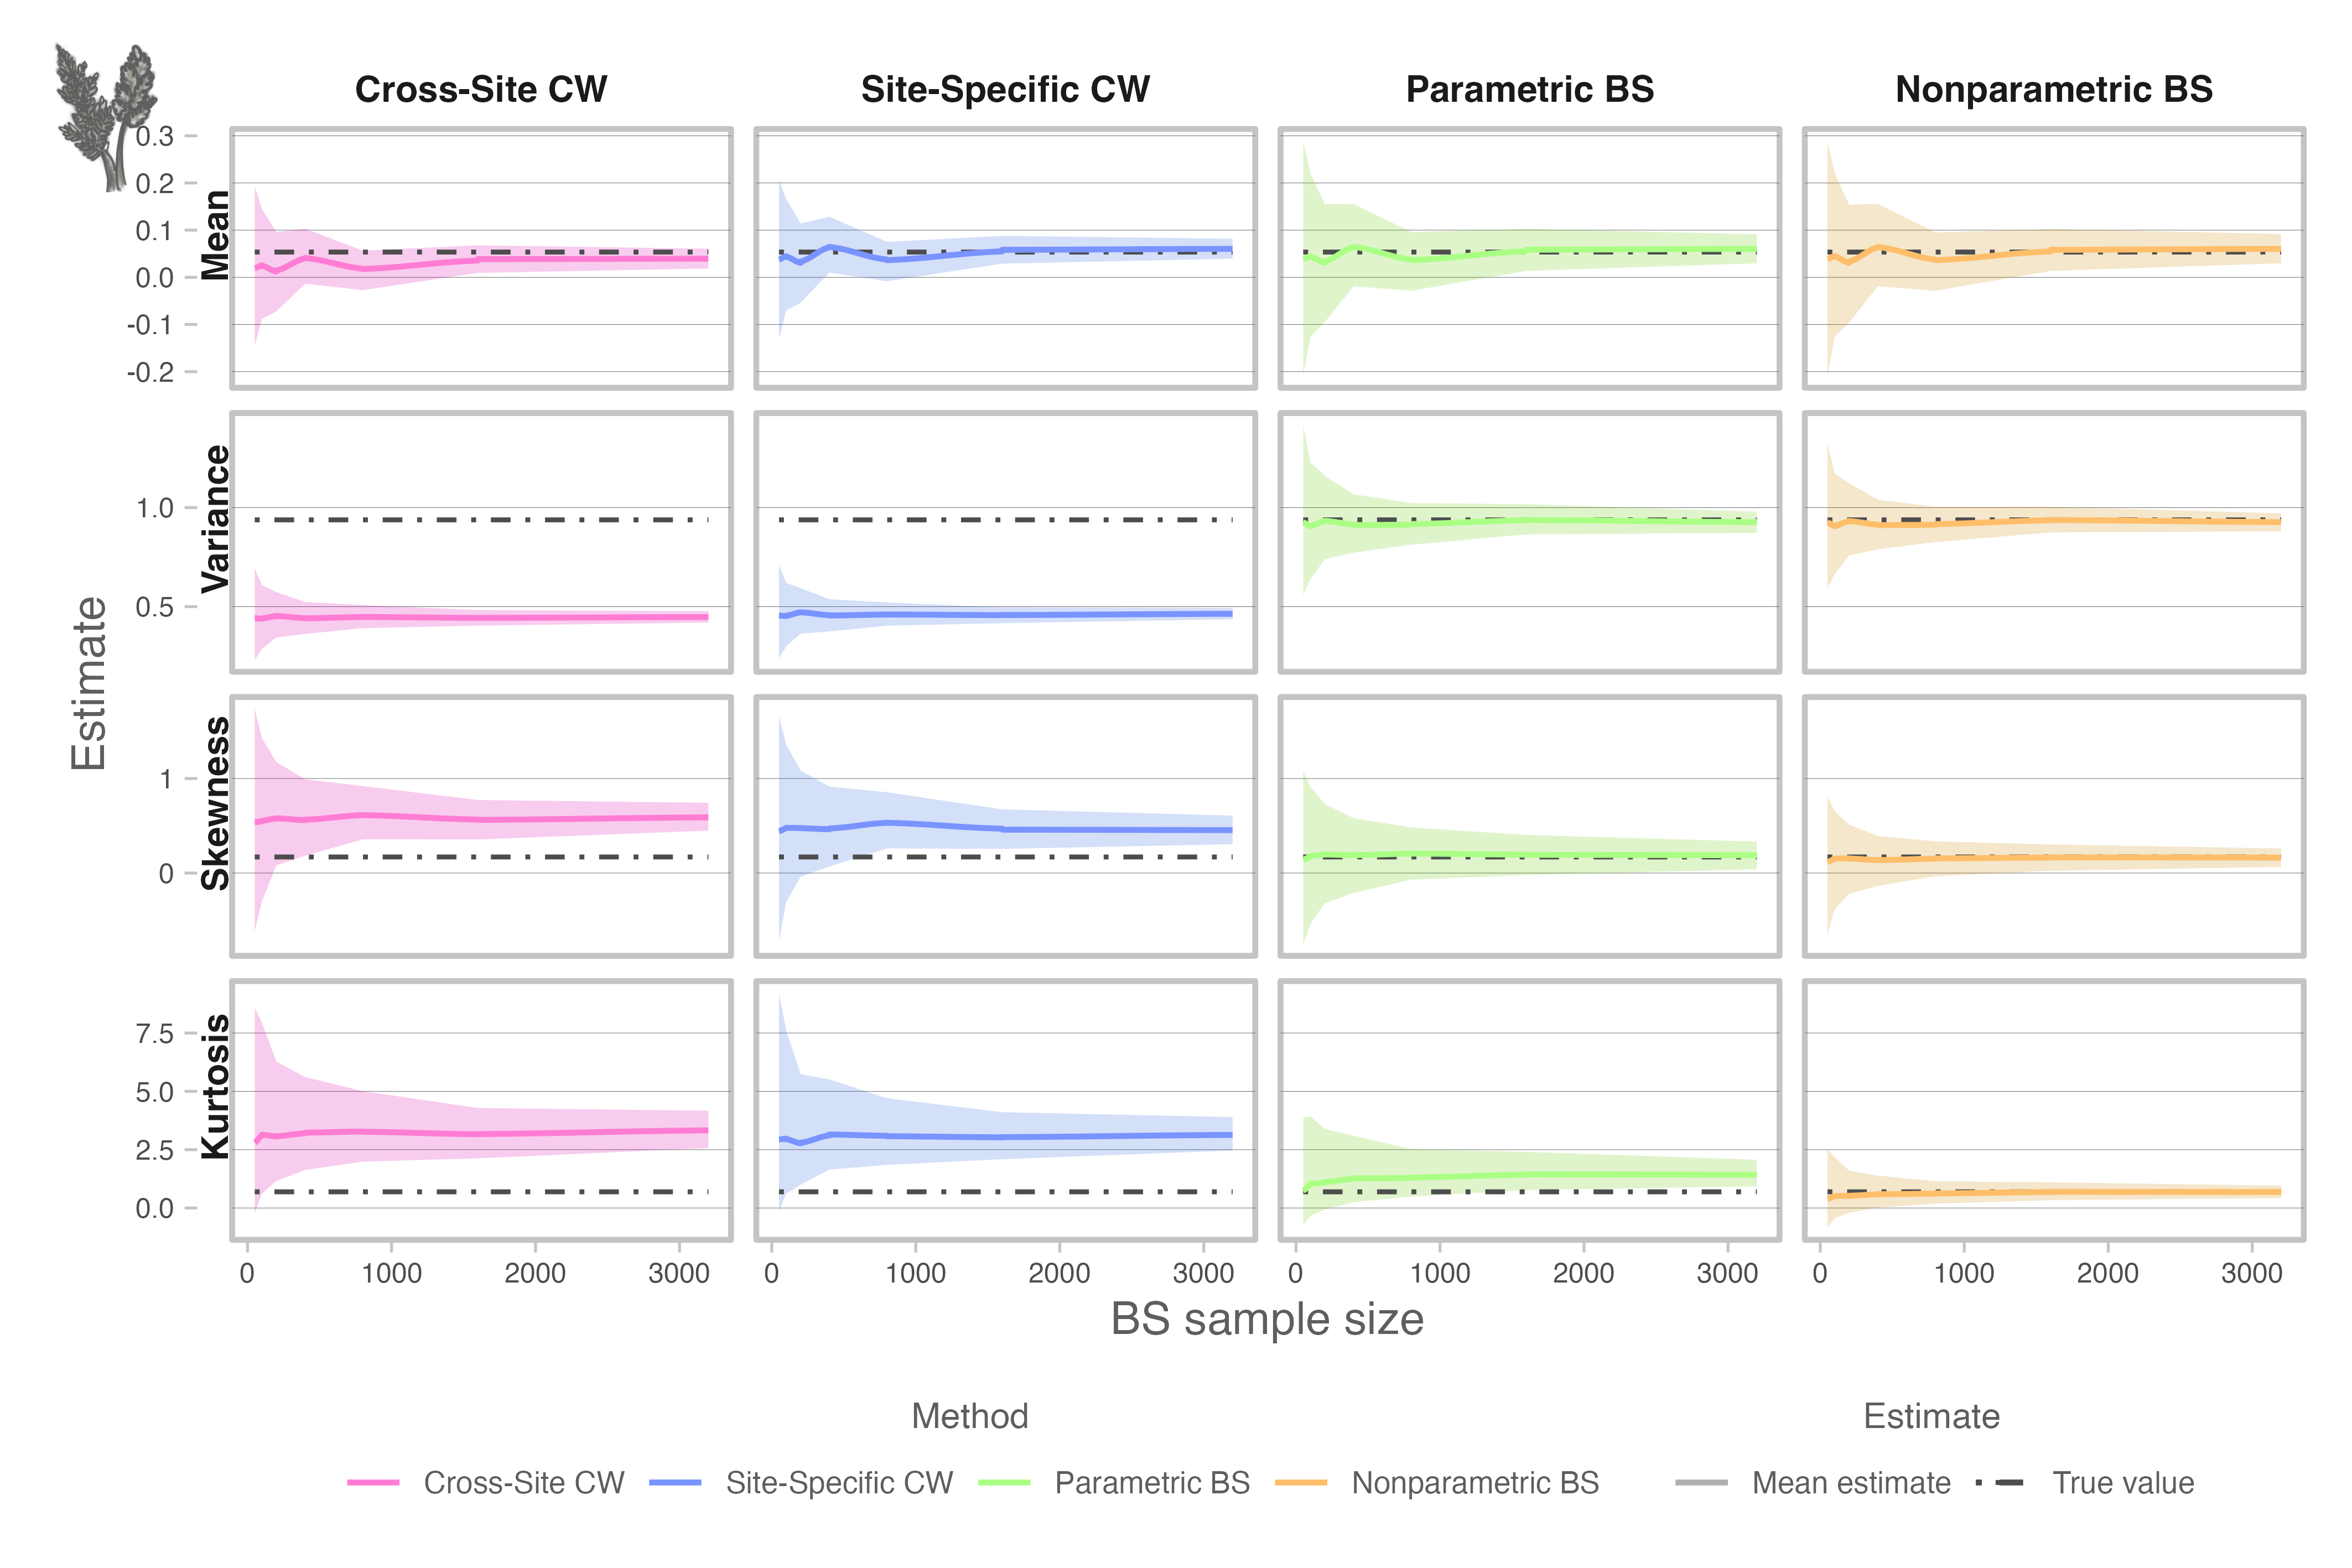 Cross-Site CW Site-Specific CW Parametric BS Nonparametric BS
Mean
0.3
0.2
0.1
0.0
-0.1
-0.2
Variance
1.0
0.5
Estimate
Skewness
1
0
Kurtosis
7.5
5.0
2.5
0.0
0 1000 2000 3000 0 1000 2000 3000 0 1000 2000 3000 0 1000 2000 3000
BS sample size
Method Estimate
Cross-Site CW Site-Specific CW Parametric BS Nonparametric BS Mean estimate True value